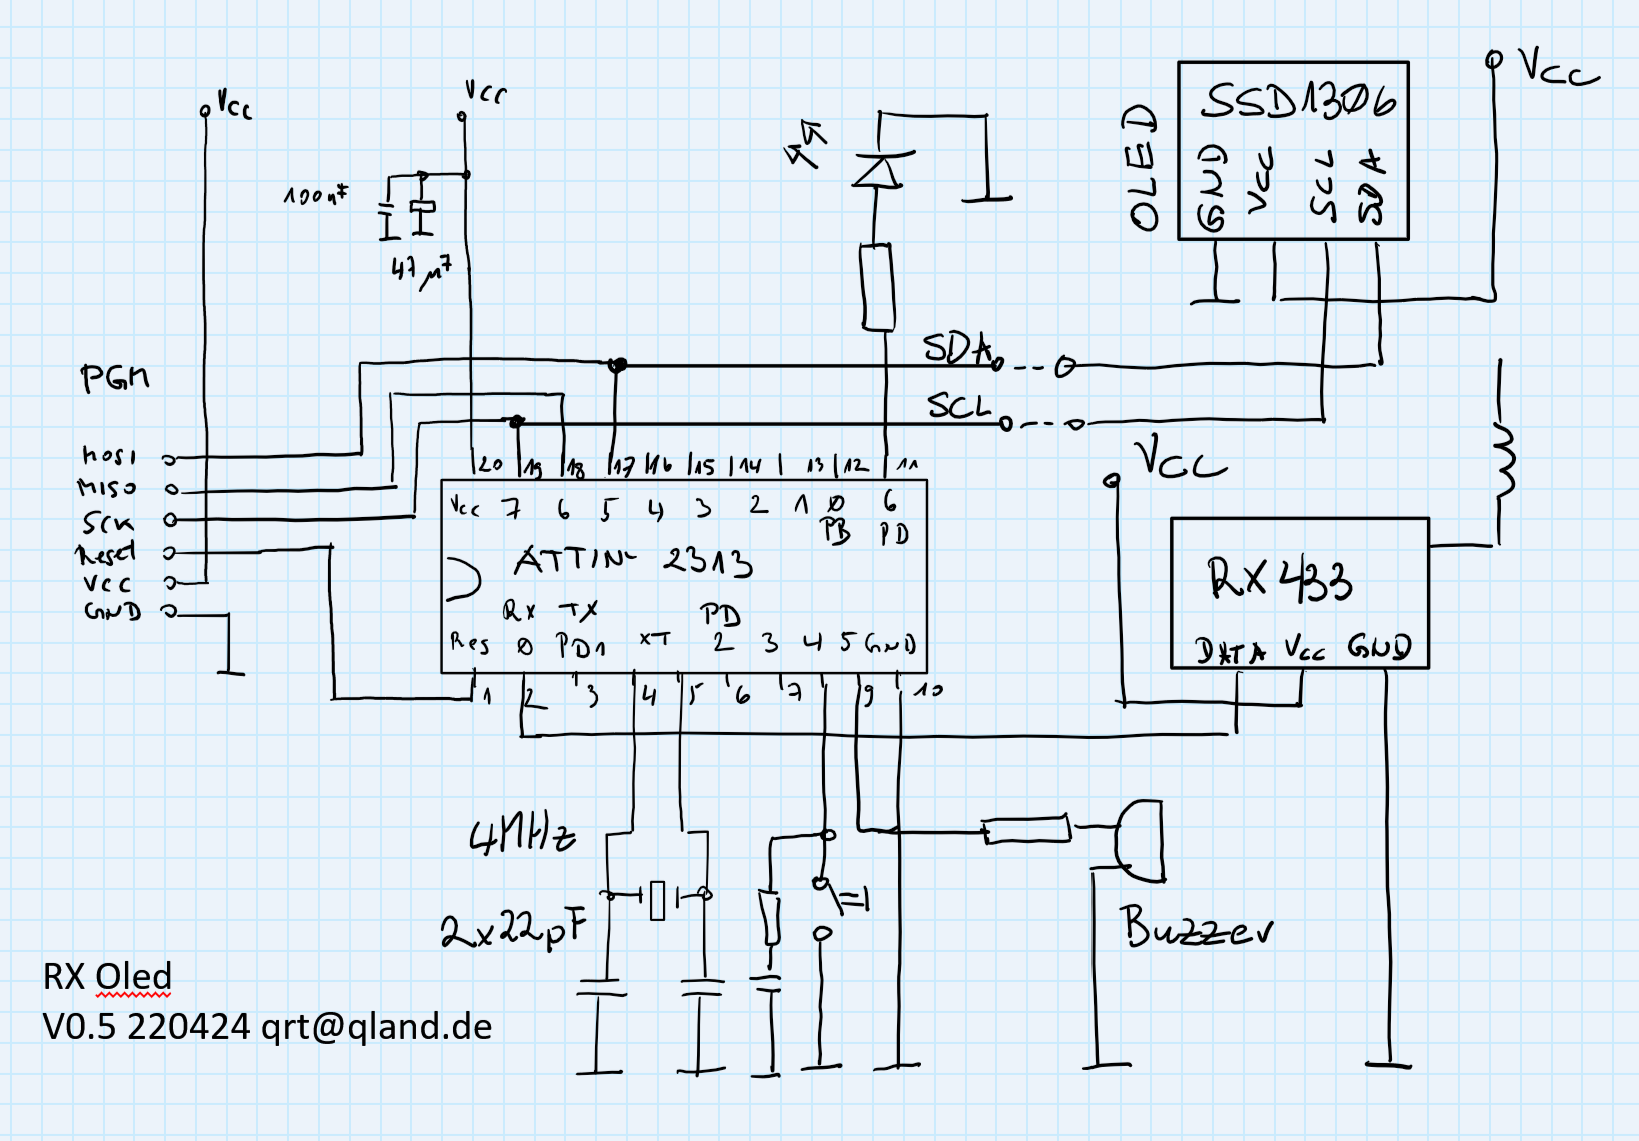 Vcc
Vcc
100nF
47µF
OLED
SSD1306
GND
VCC
SCL
SDA
Vcc
SDA
SCL
PGM
MOSI
MISO
SCK
Reset
VCC
GND
20 19 18 17 16 15 14 13 12 11
Vcc 7 6 5 4 3 2 1 0 6
PB PD
ATTINY 2313
RX TX PD
Res 0 PD1 XT 2 3 4 5 GND
1 2 3 4 5 6 7 9 10
Vcc
RX 433
DATA Vcc GND
4MHz
2x22pF
Buzzer
RX Oled
V0.5 220424 qrt@qland.de